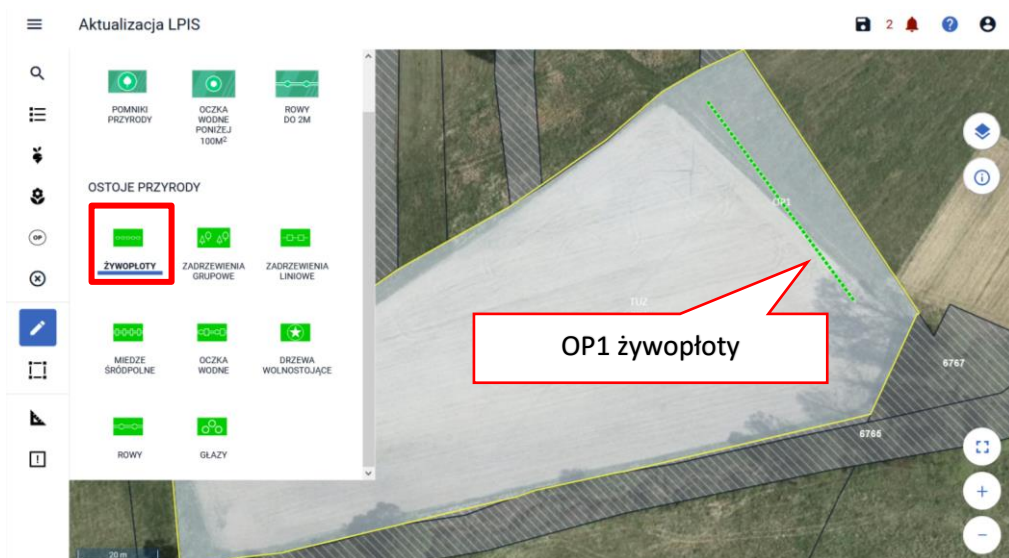 Aktualizacja LPIS
2
POMNIKI
PRZYRODY
OCZKA
WODNE
PONIŻEJ
100M²
ROWY
DO 2M
OSTOJE PRZYRODY
ŻYWOPŁOTY
ZADRZEWIENIA
GRUPOWE
ZADRZEWIENIA
LINIOWE
MIEDZE
ŚRÓDPOLNE
OCZKA
WODNE
DRZEWA
WOLNOSTOJĄCE
ROWY
GŁAZY
OP
OP1
TUZ
OP1 żywopłoty
6767
6765
20 m